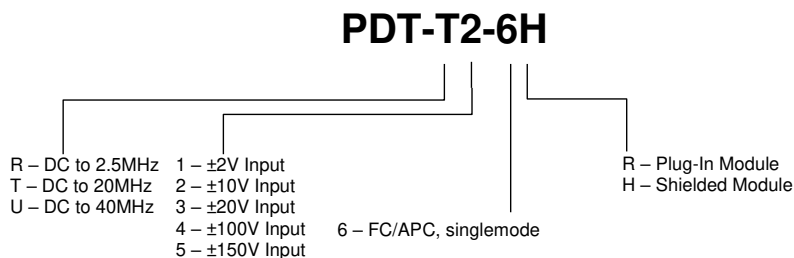 PDT-T2-6H
R – DC to 2.5MHz
T – DC to 20MHz
U – DC to 40MHz
1 – ±2V Input
2 – ±10V Input
3 – ±20V Input
4 – ±100V Input
5 – ±150V Input
6 – FC/APC, singlemode
R – Plug-In Module
H – Shielded Module